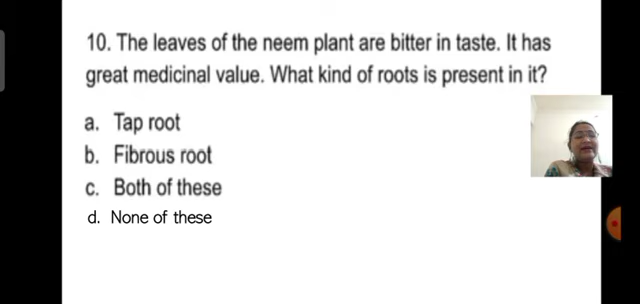 10. The leaves of the neem plant are bitter in taste. It has
great medicinal value. What kind of roots is present in it?
a. Tap root
b. Fibrous root
c. Both of these
d. None of these